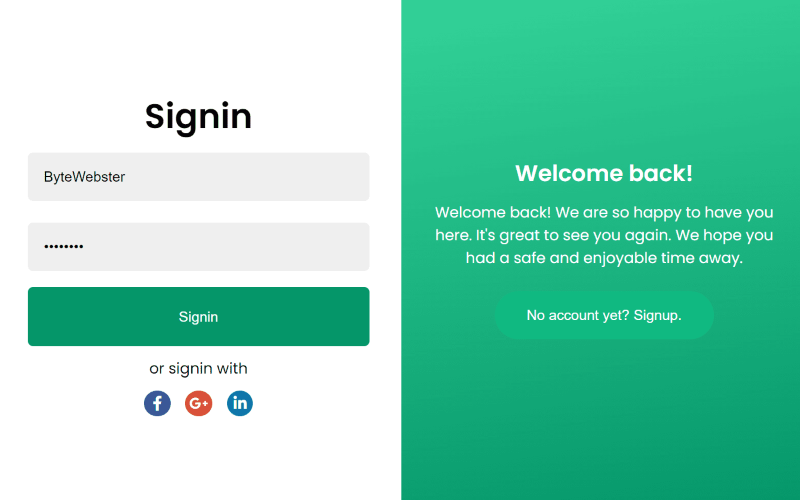 Signin
ByteWebster
••••••••
Signin
or signin with
f
G+
in
Welcome back!
Welcome back! We are so happy to have you
here. It's great to see you again. We hope you
had a safe and enjoyable time away.
No account yet? Signup.